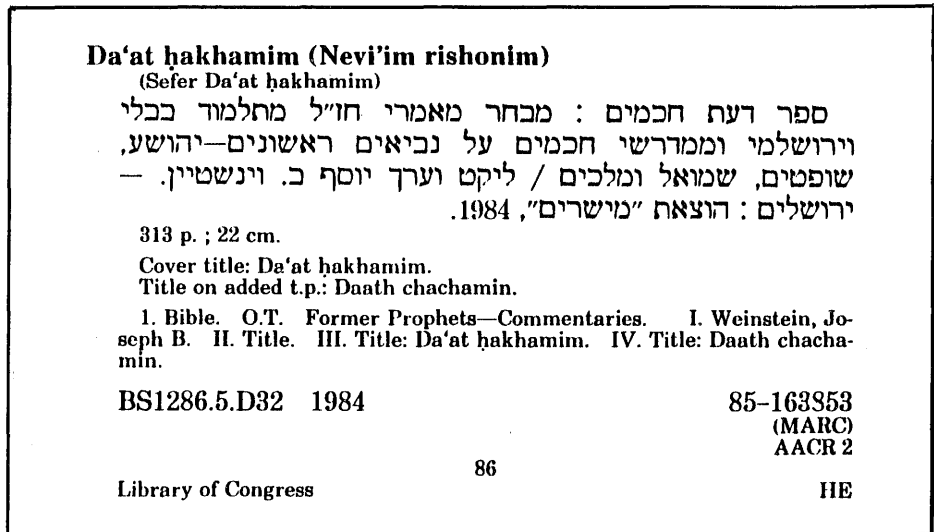 Da‘at ḥakhamim (Nevi’im rishonim)
(Sefer Da‘at ḥakhamim)
ספר דעת חכמים : מבחר מאמרי חז״ל מתלמוד בבלי
וירושלמי וממדרשי חכמים על נביאים ראשונים—יהושע,
שופטים, שמואל ומלכים / ליקט וערך יוסף ב. וינשטיין. —
ירושלים : הוצאת ״מישרים״, 1984.
313 p. ; 22 cm.
Cover title: Da‘at ḥakhamim.
Title on added t.p.: Daath chachamin.
1. Bible. O.T. Former Prophets—Commentaries. I. Weinstein, Jo-
seph B. II. Title. III. Title: Da‘at ḥakhamim. IV. Title: Daath chacha-
min.
BS1286.5.D32 1984 85-163853
(MARC)
AACR 2
86
Library of Congress HE